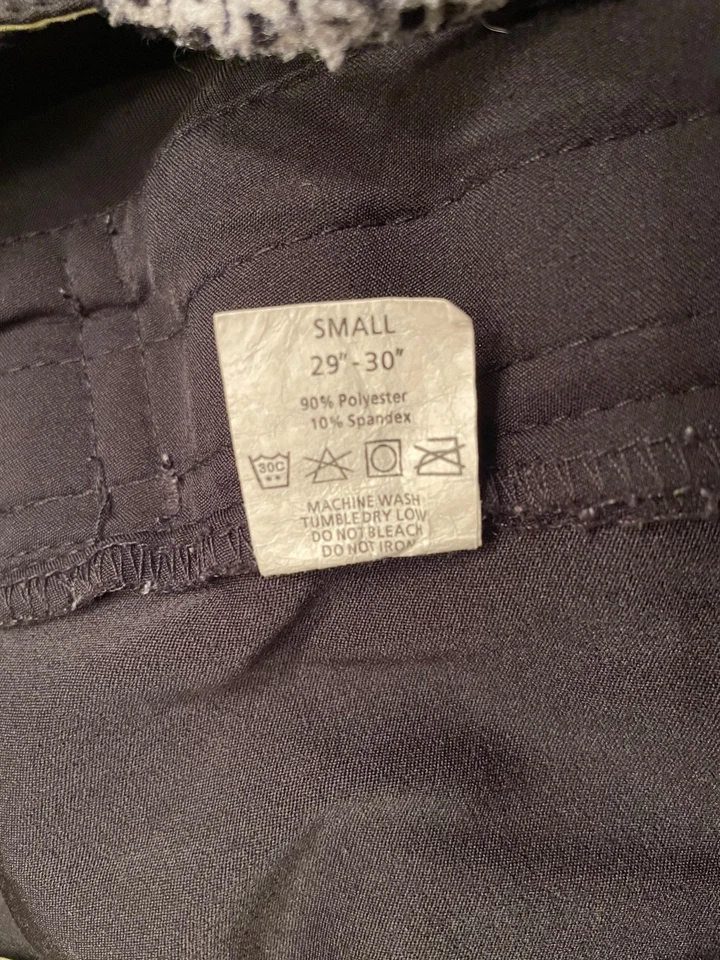 SMALL
29"-30"
90% Polyester
10% Spandex
30C
MACHINE WASH
TUMBLE DRY LOW
DO NOT BLEACH
DO NOT IRON